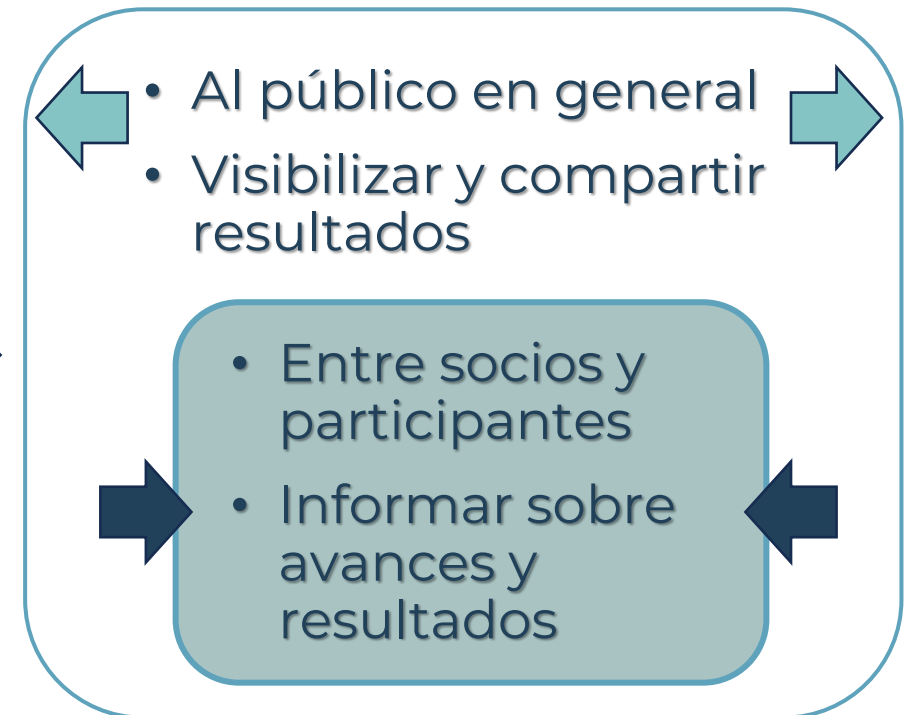 • Al público en general
• Visibilizar y compartir
resultados
• Entre socios y
participantes
• Informar sobre
avances y
resultados